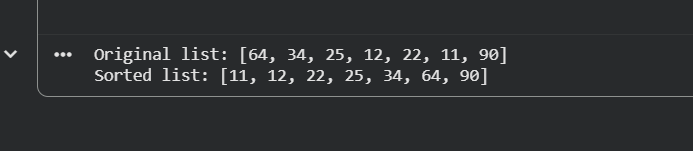 Original list: [64, 34, 25, 12, 22, 11, 90]
Sorted list: [11, 12, 22, 25, 34, 64, 90]